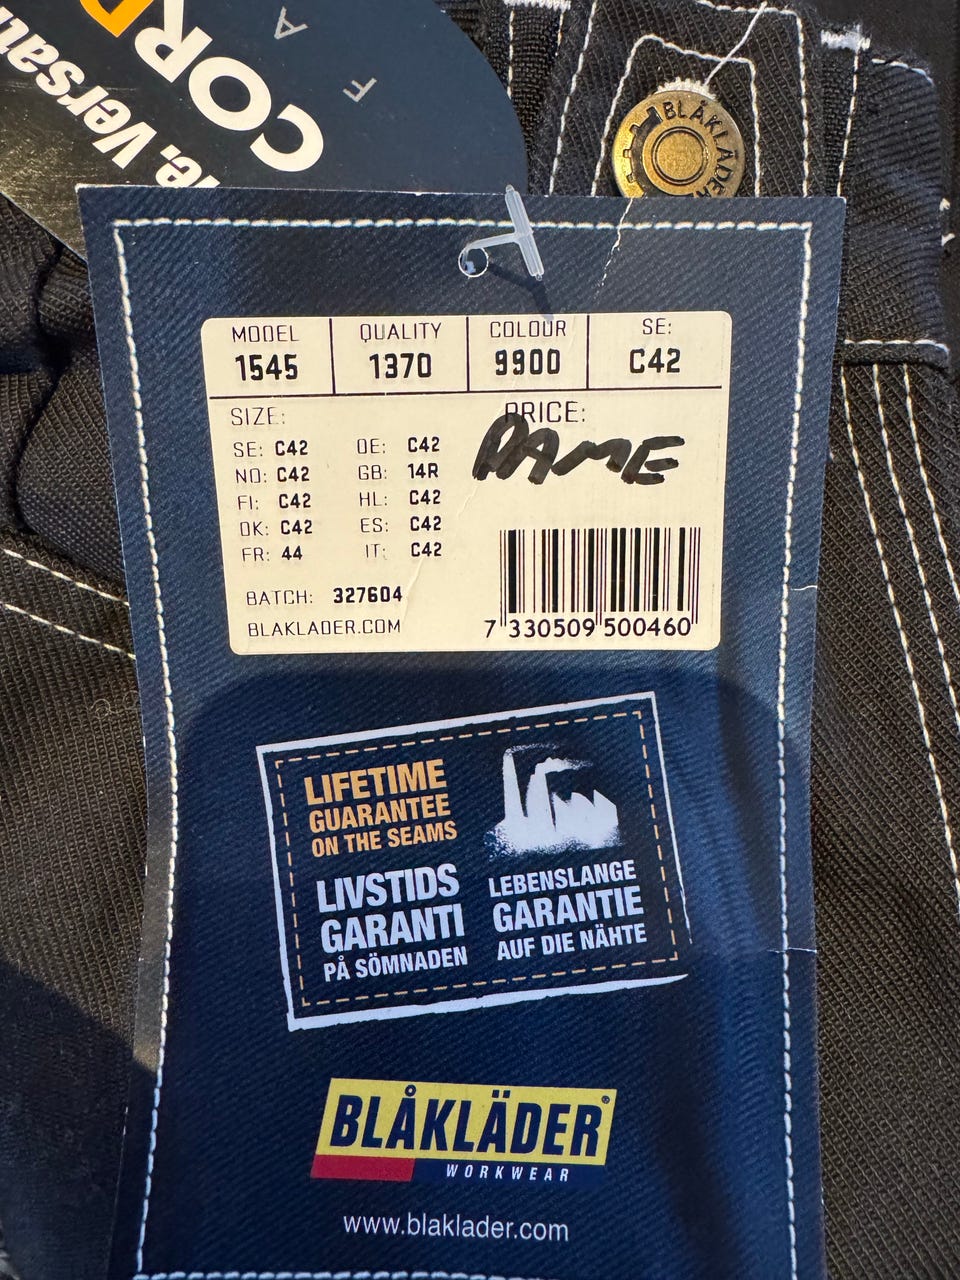 CORD
F A
e. Versat
BLÅKLÄDER
MODEL QUALITY COLOUR SE:
1545 1370 9900 C42
SIZE: PRICE:
DAME
SE: C42 DE: C42
NO: C42 GB: 14R
FI: C42 HL: C42
DK: C42 ES: C42
FR: 44 IT: C42
BATCH: 327604
BLAKLADER.COM
7 330509 500460
LIFETIME
GUARANTEE
ON THE SEAMS
LIVSTIDS
GARANTI
PÅ SÖMNADEN
LEBENSLANGE
GARANTIE
AUF DIE NÄHTE
BLÅKLÄDER®
WORKWEAR
www.blaklader.com